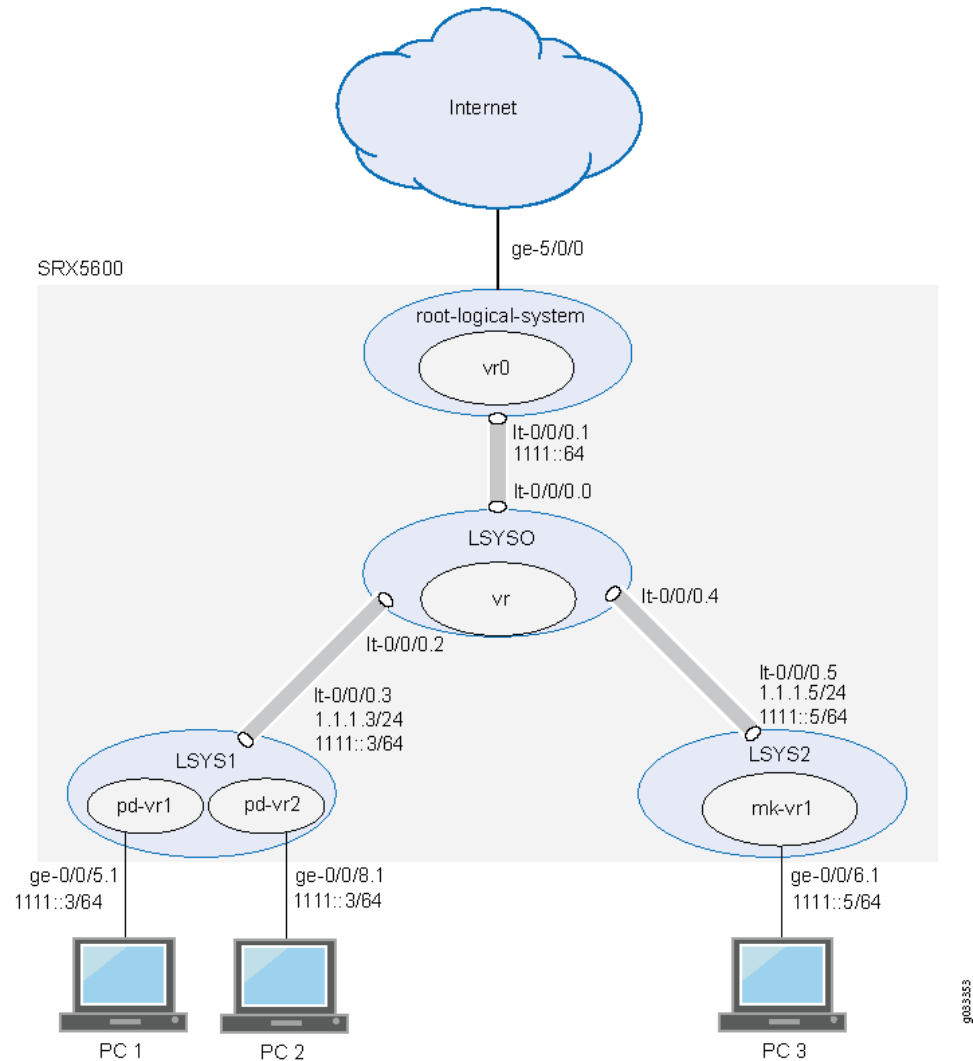 Internet
ge-5/0/0
SRX5600
root-logical-system
vr0
lt-0/0/0.1
1111::64
lt-0/0/0.0
LSYSO
vr
lt-0/0/0.4
lt-0/0/0.2
lt-0/0/0.3
1.1.1.3/24
1111::3/64
lt-0/0/0.5
1.1.1.5/24
1111::5/64
LSYS1
pd-vr1
pd-vr2
LSYS2
mk-vr1
ge-0/0/5.1
1111::3/64
ge-0/0/8.1
1111::3/64
ge-0/0/6.1
1111::5/64
PC 1
PC 2
PC 3
g033353